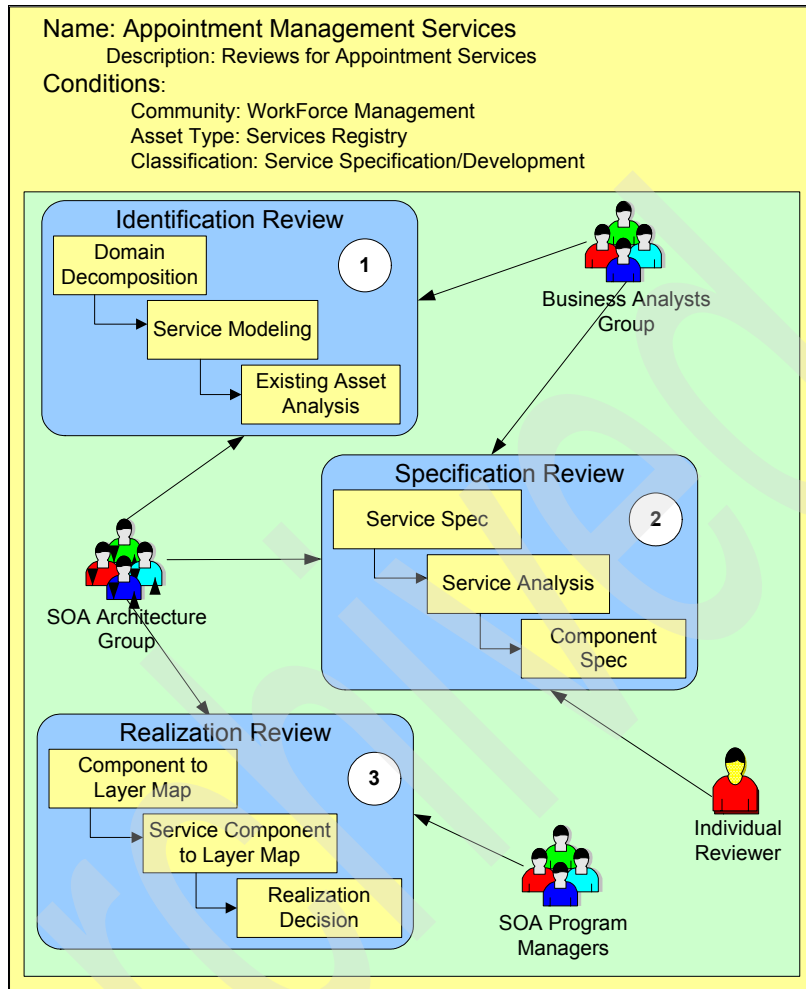 Name: Appointment Management Services
Description: Reviews for Appointment Services
Conditions:
Community: WorkForce Management
Asset Type: Services Registry
Classification: Service Specification/Development
Identification Review
1
Domain
Decomposition
Service Modeling
Existing Asset
Analysis
Business Analysts
Group
Specification Review
2
Service Spec
Service Analysis
Component
Spec
SOA Architecture
Group
Realization Review
3
Component to
Layer Map
Service Component
to Layer Map
Realization
Decision
Individual
Reviewer
SOA Program
Managers